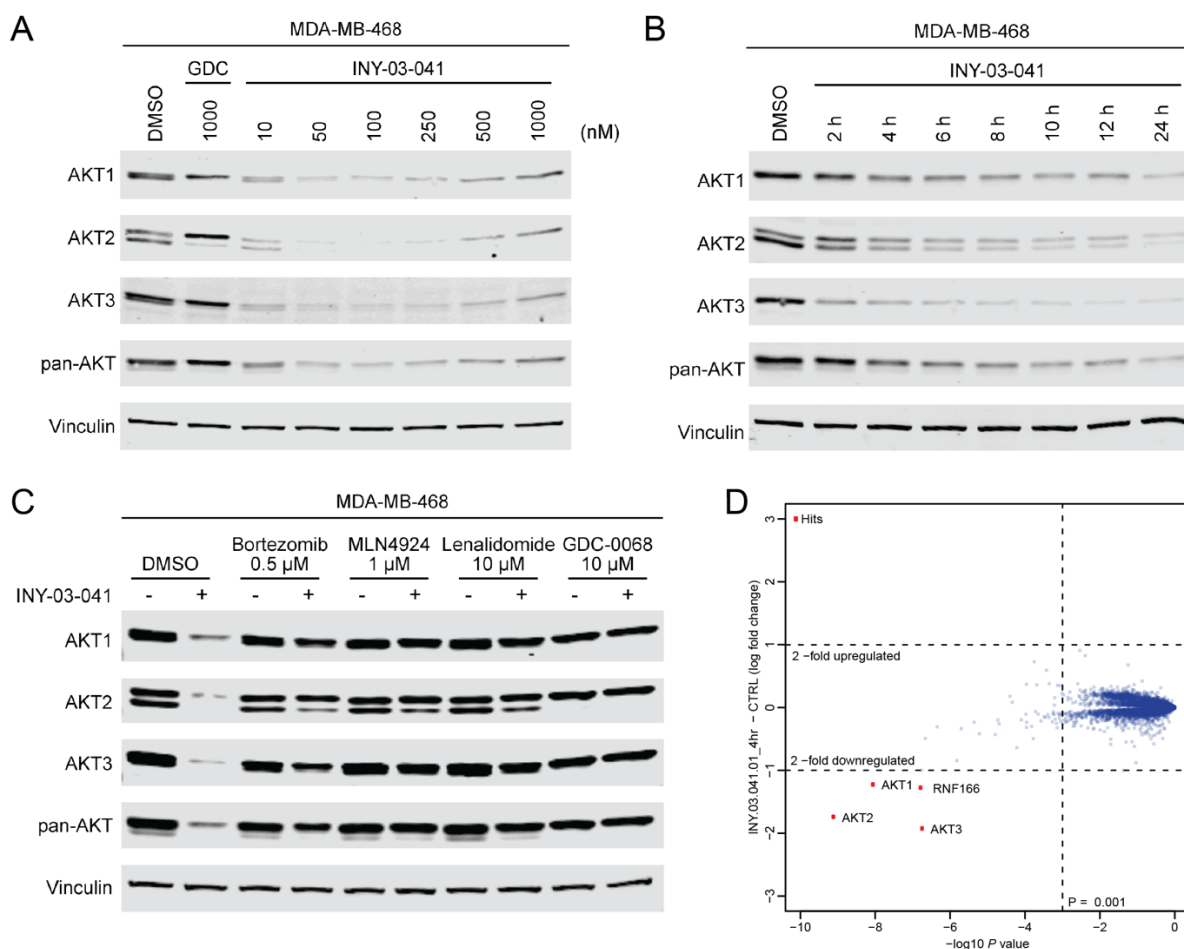 A
MDA-MB-468
GDC INY-03-041
DMSO 1000 10 50 100 250 500 1000 (nM)
AKT1
AKT2
AKT3
pan-AKT
Vinculin
B
MDA-MB-468
INY-03-041
DMSO 2 h 4 h 6 h 8 h 10 h 12 h 24 h
AKT1
AKT2
AKT3
pan-AKT
Vinculin
C
MDA-MB-468
DMSO Bortezomib MLN4924 Lenalidomide GDC-0068
0.5 µM 1 µM 10 µM 10 µM
INY-03-041 - + - + - + - + - +
AKT1
AKT2
AKT3
pan-AKT
Vinculin
D
INY.03.041.01_4hr − CTRL (log fold change)
3
2
1
0
−1
−2
−3
Hits
2 −fold upregulated
2 −fold downregulated
AKT1
RNF166
AKT2
AKT3
P = 0.001
−10 −8 −6 −4 −2 0
−log10 P value